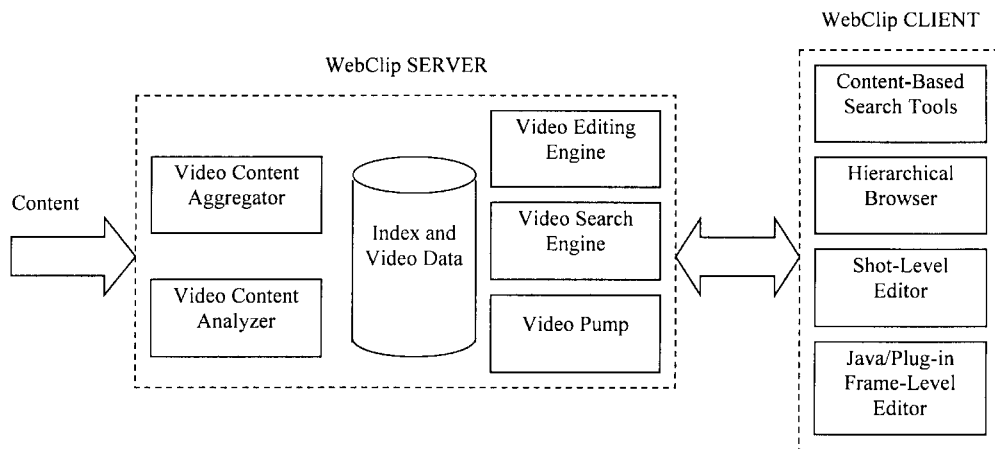 WebClip CLIENT
WebClip SERVER
Content
Video Content
Aggregator
Video Content
Analyzer
Index and
Video Data
Video Editing
Engine
Video Search
Engine
Video Pump
Content-Based
Search Tools
Hierarchical
Browser
Shot-Level
Editor
Java/Plug-in
Frame-Level
Editor